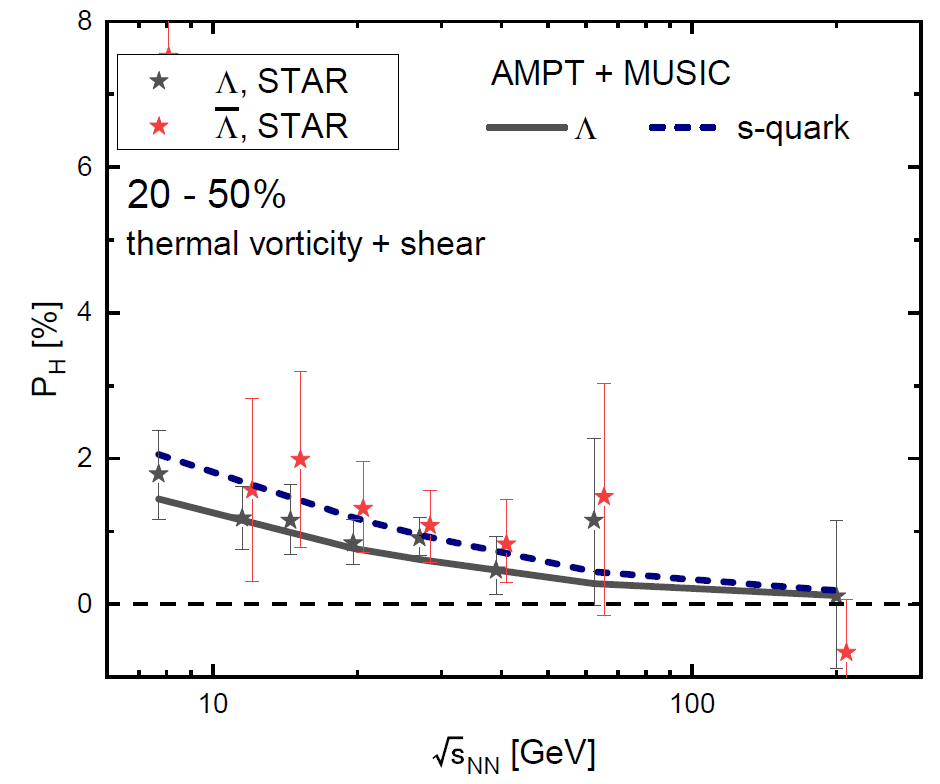 8
6
4
2
0
P_H [%]
Λ, STAR
Λ̅, STAR
AMPT + MUSIC
Λ s-quark
20 - 50%
thermal vorticity + shear
10 100
√s_NN [GeV]